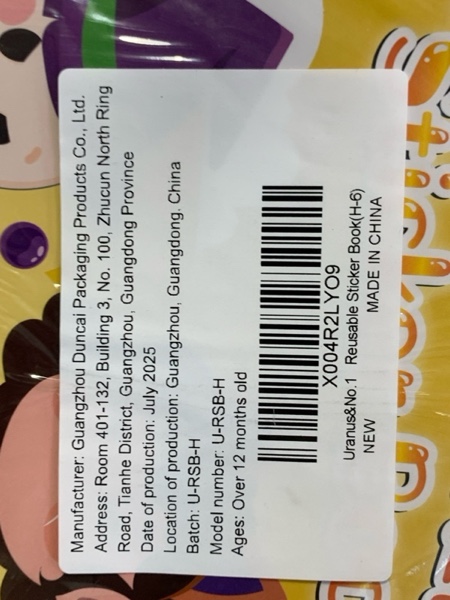 Manufacturer: Guangzhou Duncai Packaging Products Co., Ltd.
Address: Room 401-132, Building 3, No. 100, Zhucun North Ring
Road, Tianhe District, Guangzhou, Guangdong Province
Date of production: July 2025
Location of production: Guangzhou, Guangdong. China
Batch: U-RSB-H
Model number: U-RSB-H
Ages: Over 12 months old
X004R2LYO9
Uranus&No.1 Reusable Sticker Book(H-6)
NEW MADE IN CHINA
Sticker